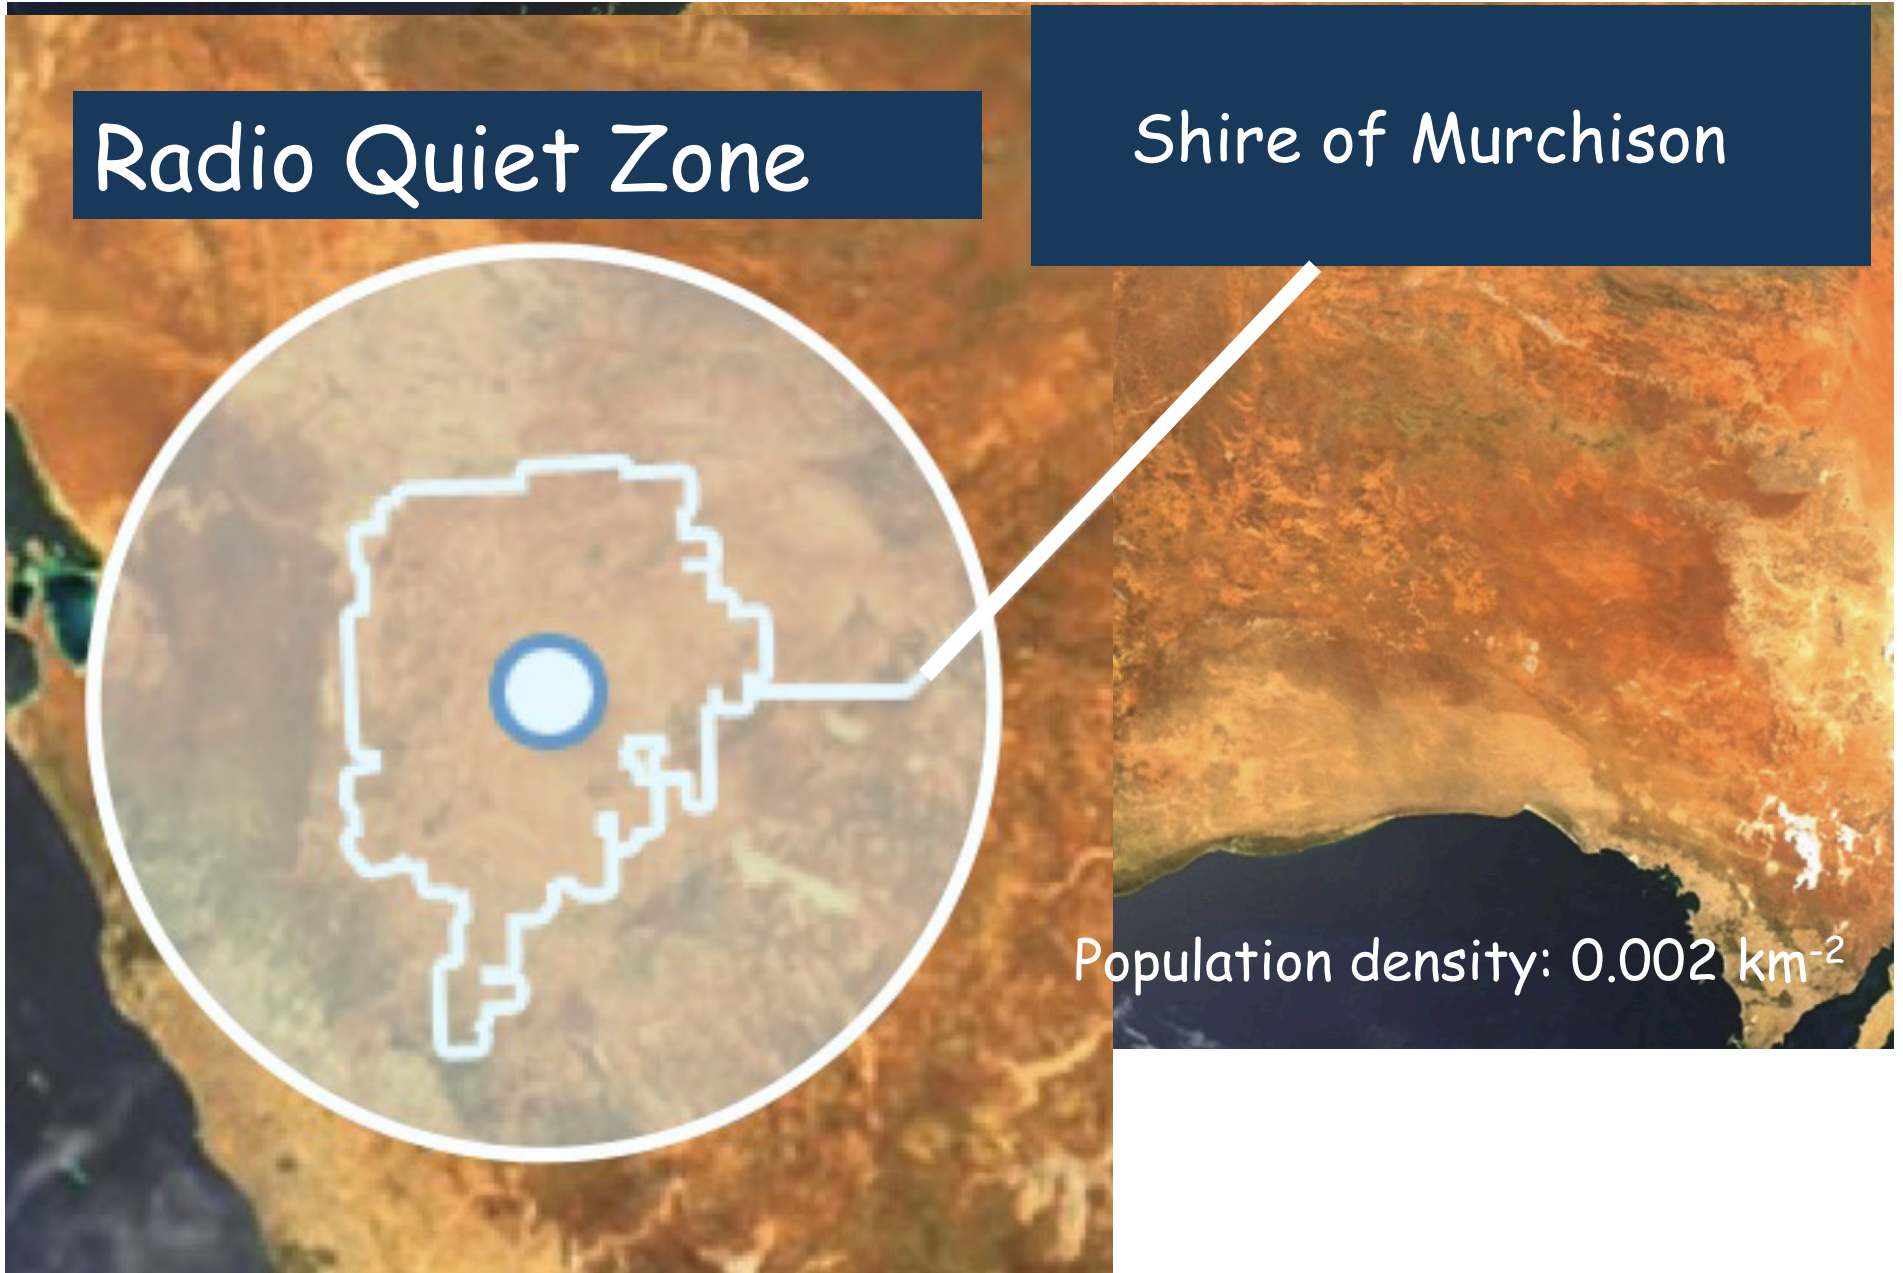 Radio Quiet Zone
Shire of Murchison
Population density: 0.002 km⁻²